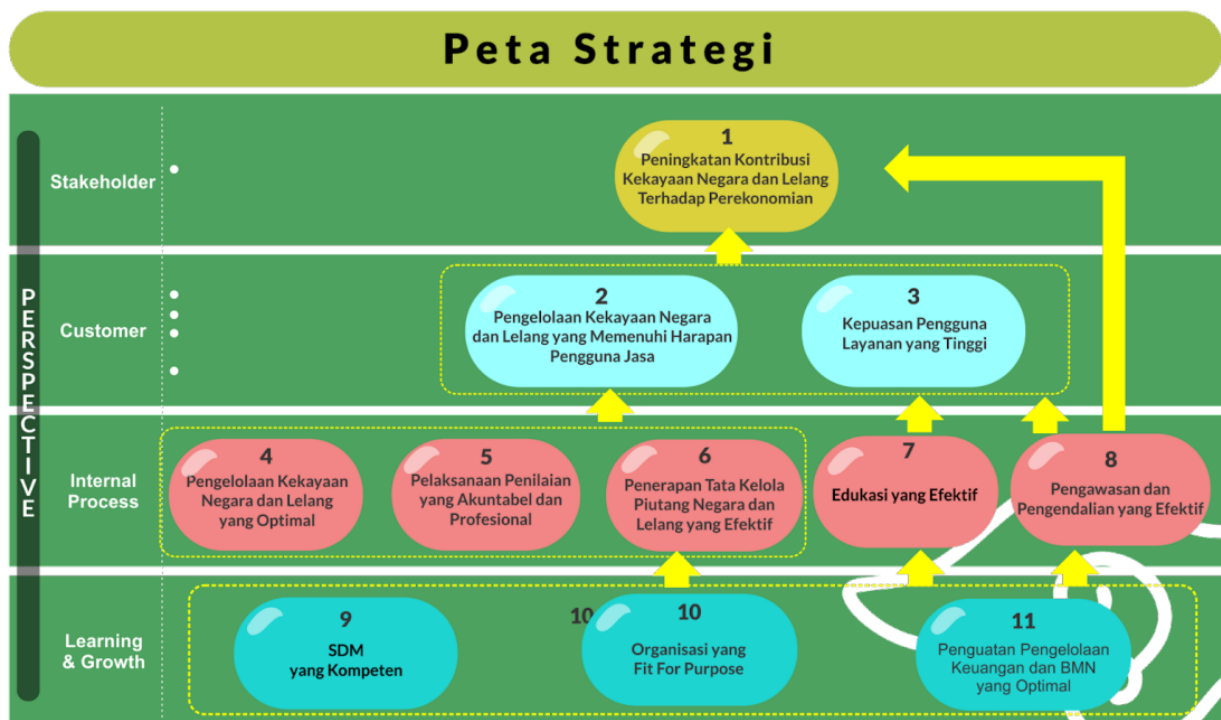 Peta Strategi
PERSPECTIVE
Stakeholder
1
Peningkatan Kontribusi
Kekayaan Negara dan Lelang
Terhadap Perekonomian
Customer
2
Pengelolaan Kekayaan Negara
dan Lelang yang Memenuhi Harapan
Pengguna Jasa
3
Kepuasan Pengguna
Layanan yang Tinggi
Internal
Process
4
Pengelolaan Kekayaan
Negara dan Lelang
yang Optimal
5
Pelaksanaan Penilaian
yang Akuntabel dan
Profesional
6
Penerapan Tata Kelola
Piutang Negara dan
Lelang yang Efektif
7
Edukasi yang Efektif
8
Pengawasan dan
Pengendalian yang Efektif
Learning
& Growth
9
SDM
yang Kompeten
10
10
Organisasi yang
Fit For Purpose
11
Penguatan Pengelolaan
Keuangan dan BMN
yang Optimal